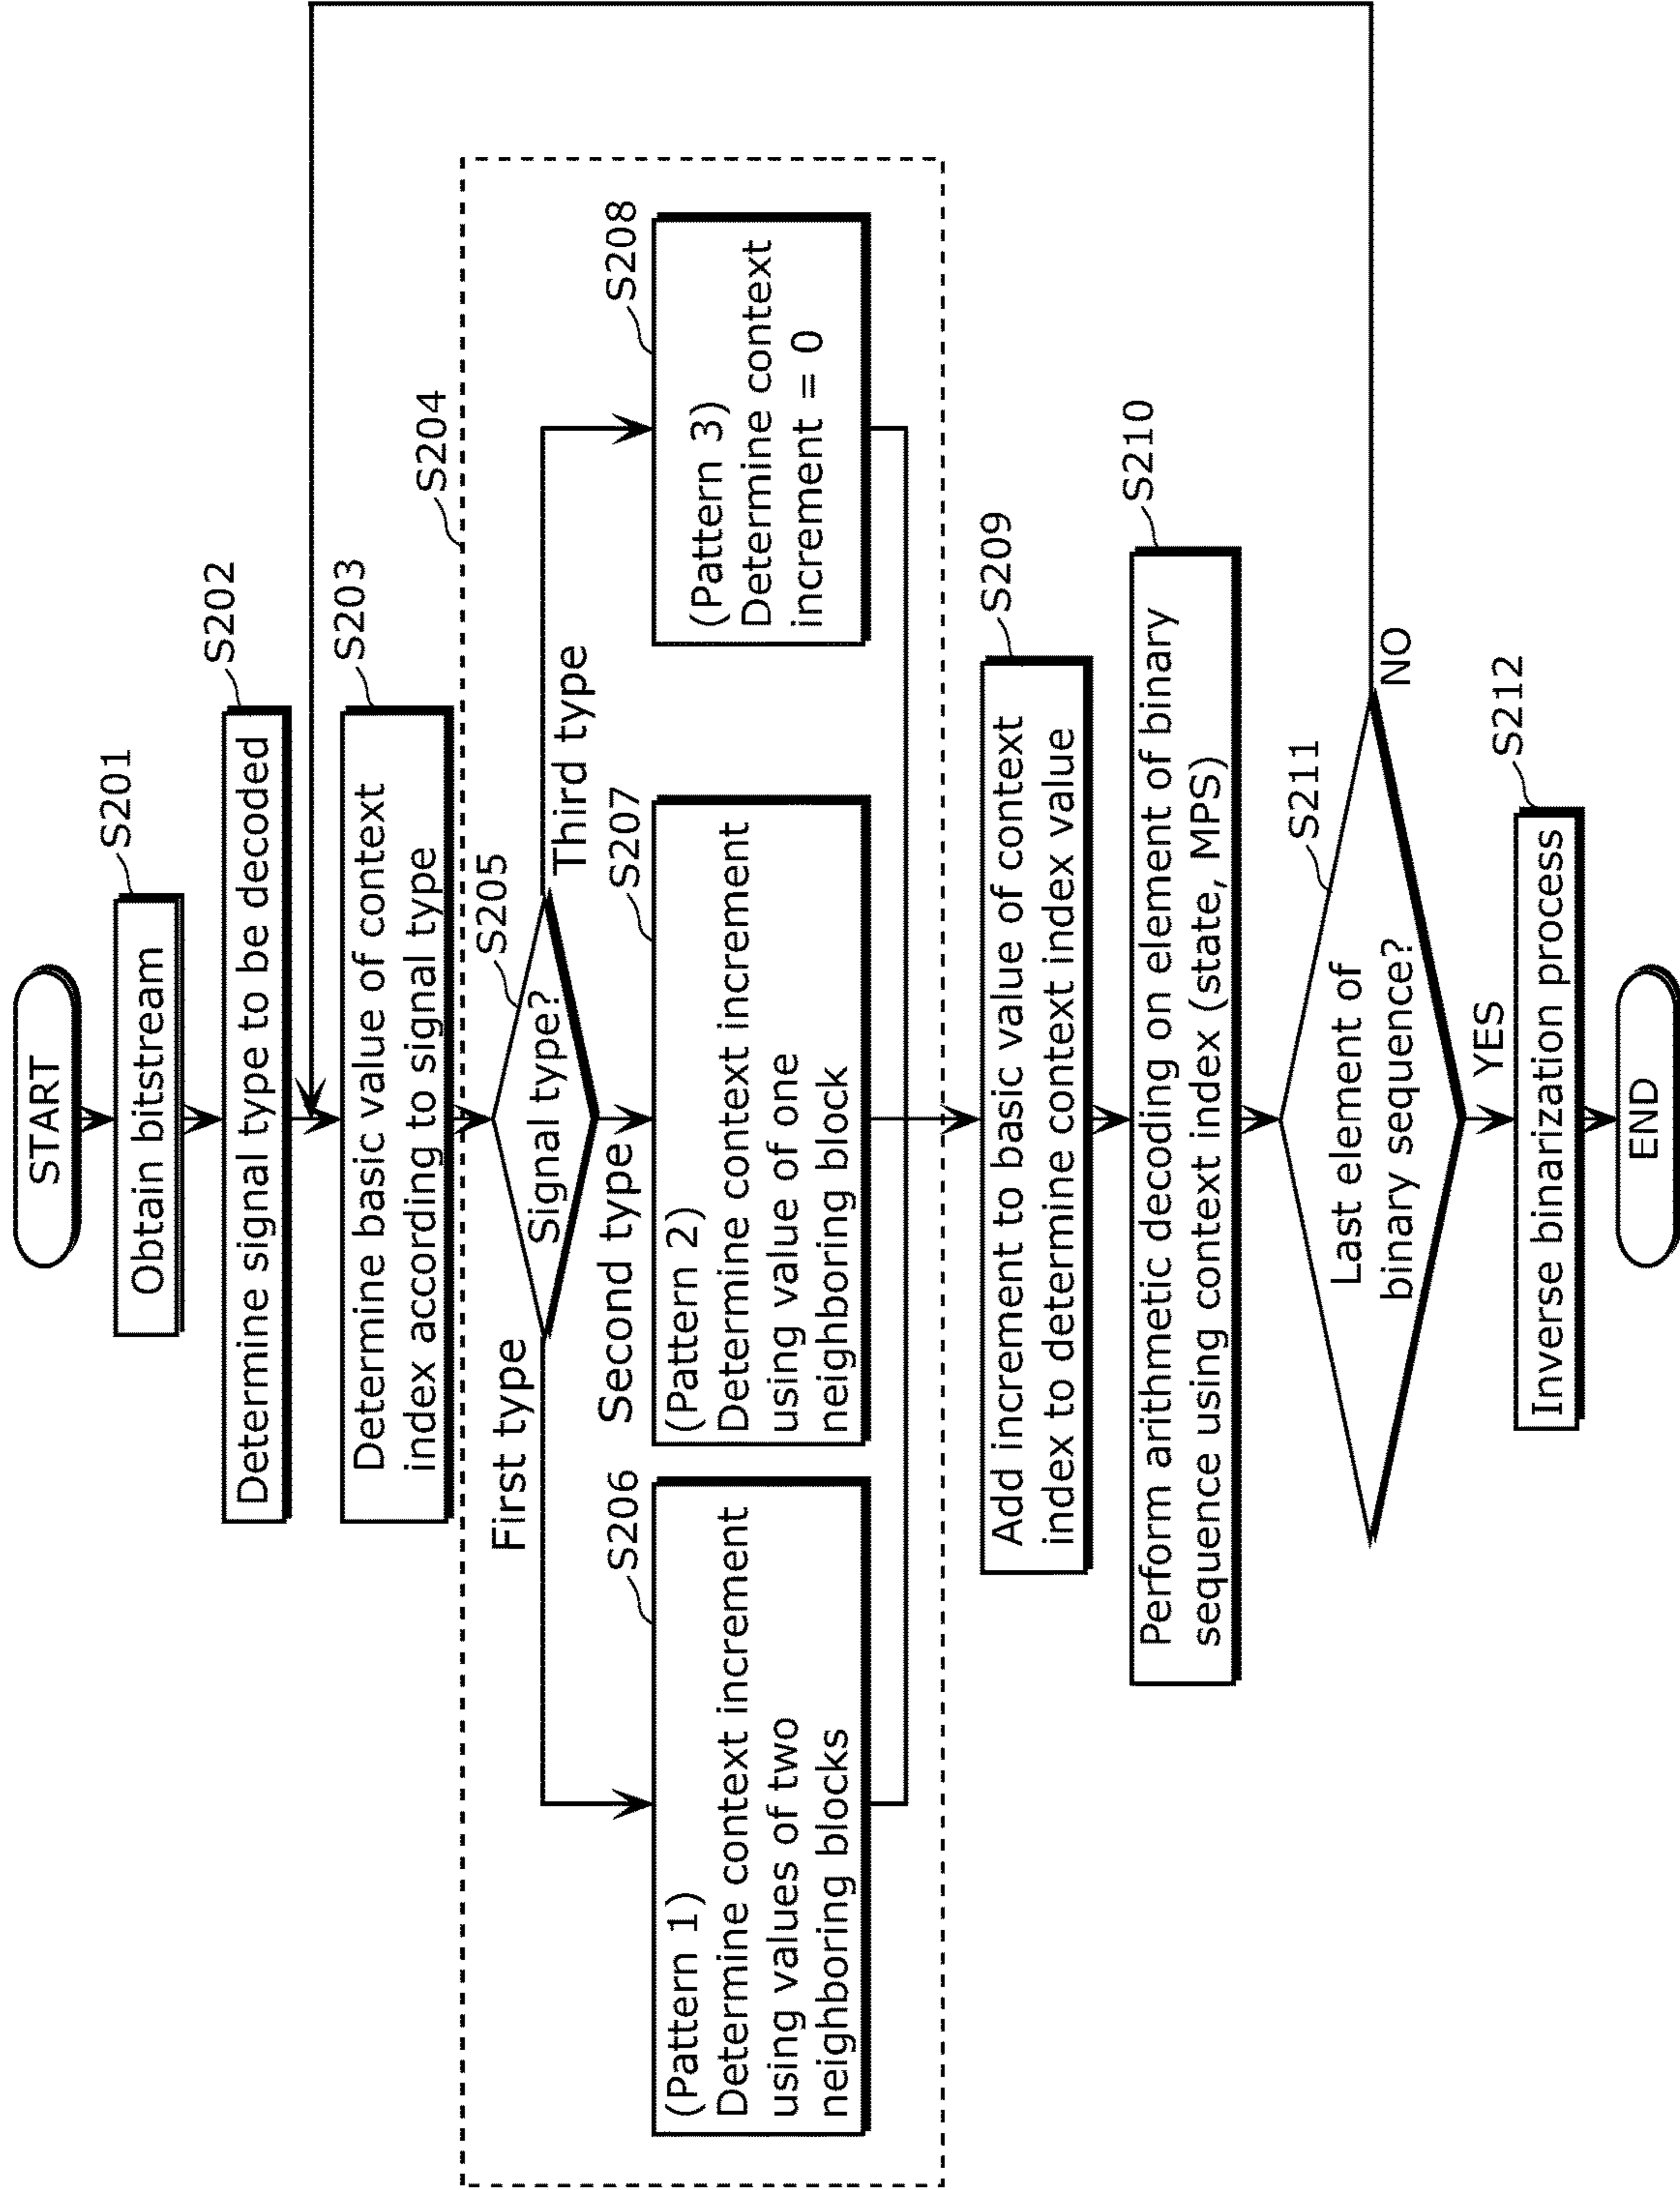 START
S201
Obtain bitstream
S202
Determine signal type to be decoded
S203
Determine basic value of context
index according to signal type
S204
S205
Signal type?
First type
Second type
Third type
S206
(Pattern 1)
Determine context increment
using values of two
neighboring blocks
S207
(Pattern 2)
Determine context increment
using value of one
neighboring block
S208
(Pattern 3)
Determine context
increment = 0
S209
Add increment to basic value of context
index to determine context index value
S210
Perform arithmetic decoding on element of binary
sequence using context index (state, MPS)
S211
Last element of
binary sequence?
NO
YES
S212
Inverse binarization process
END